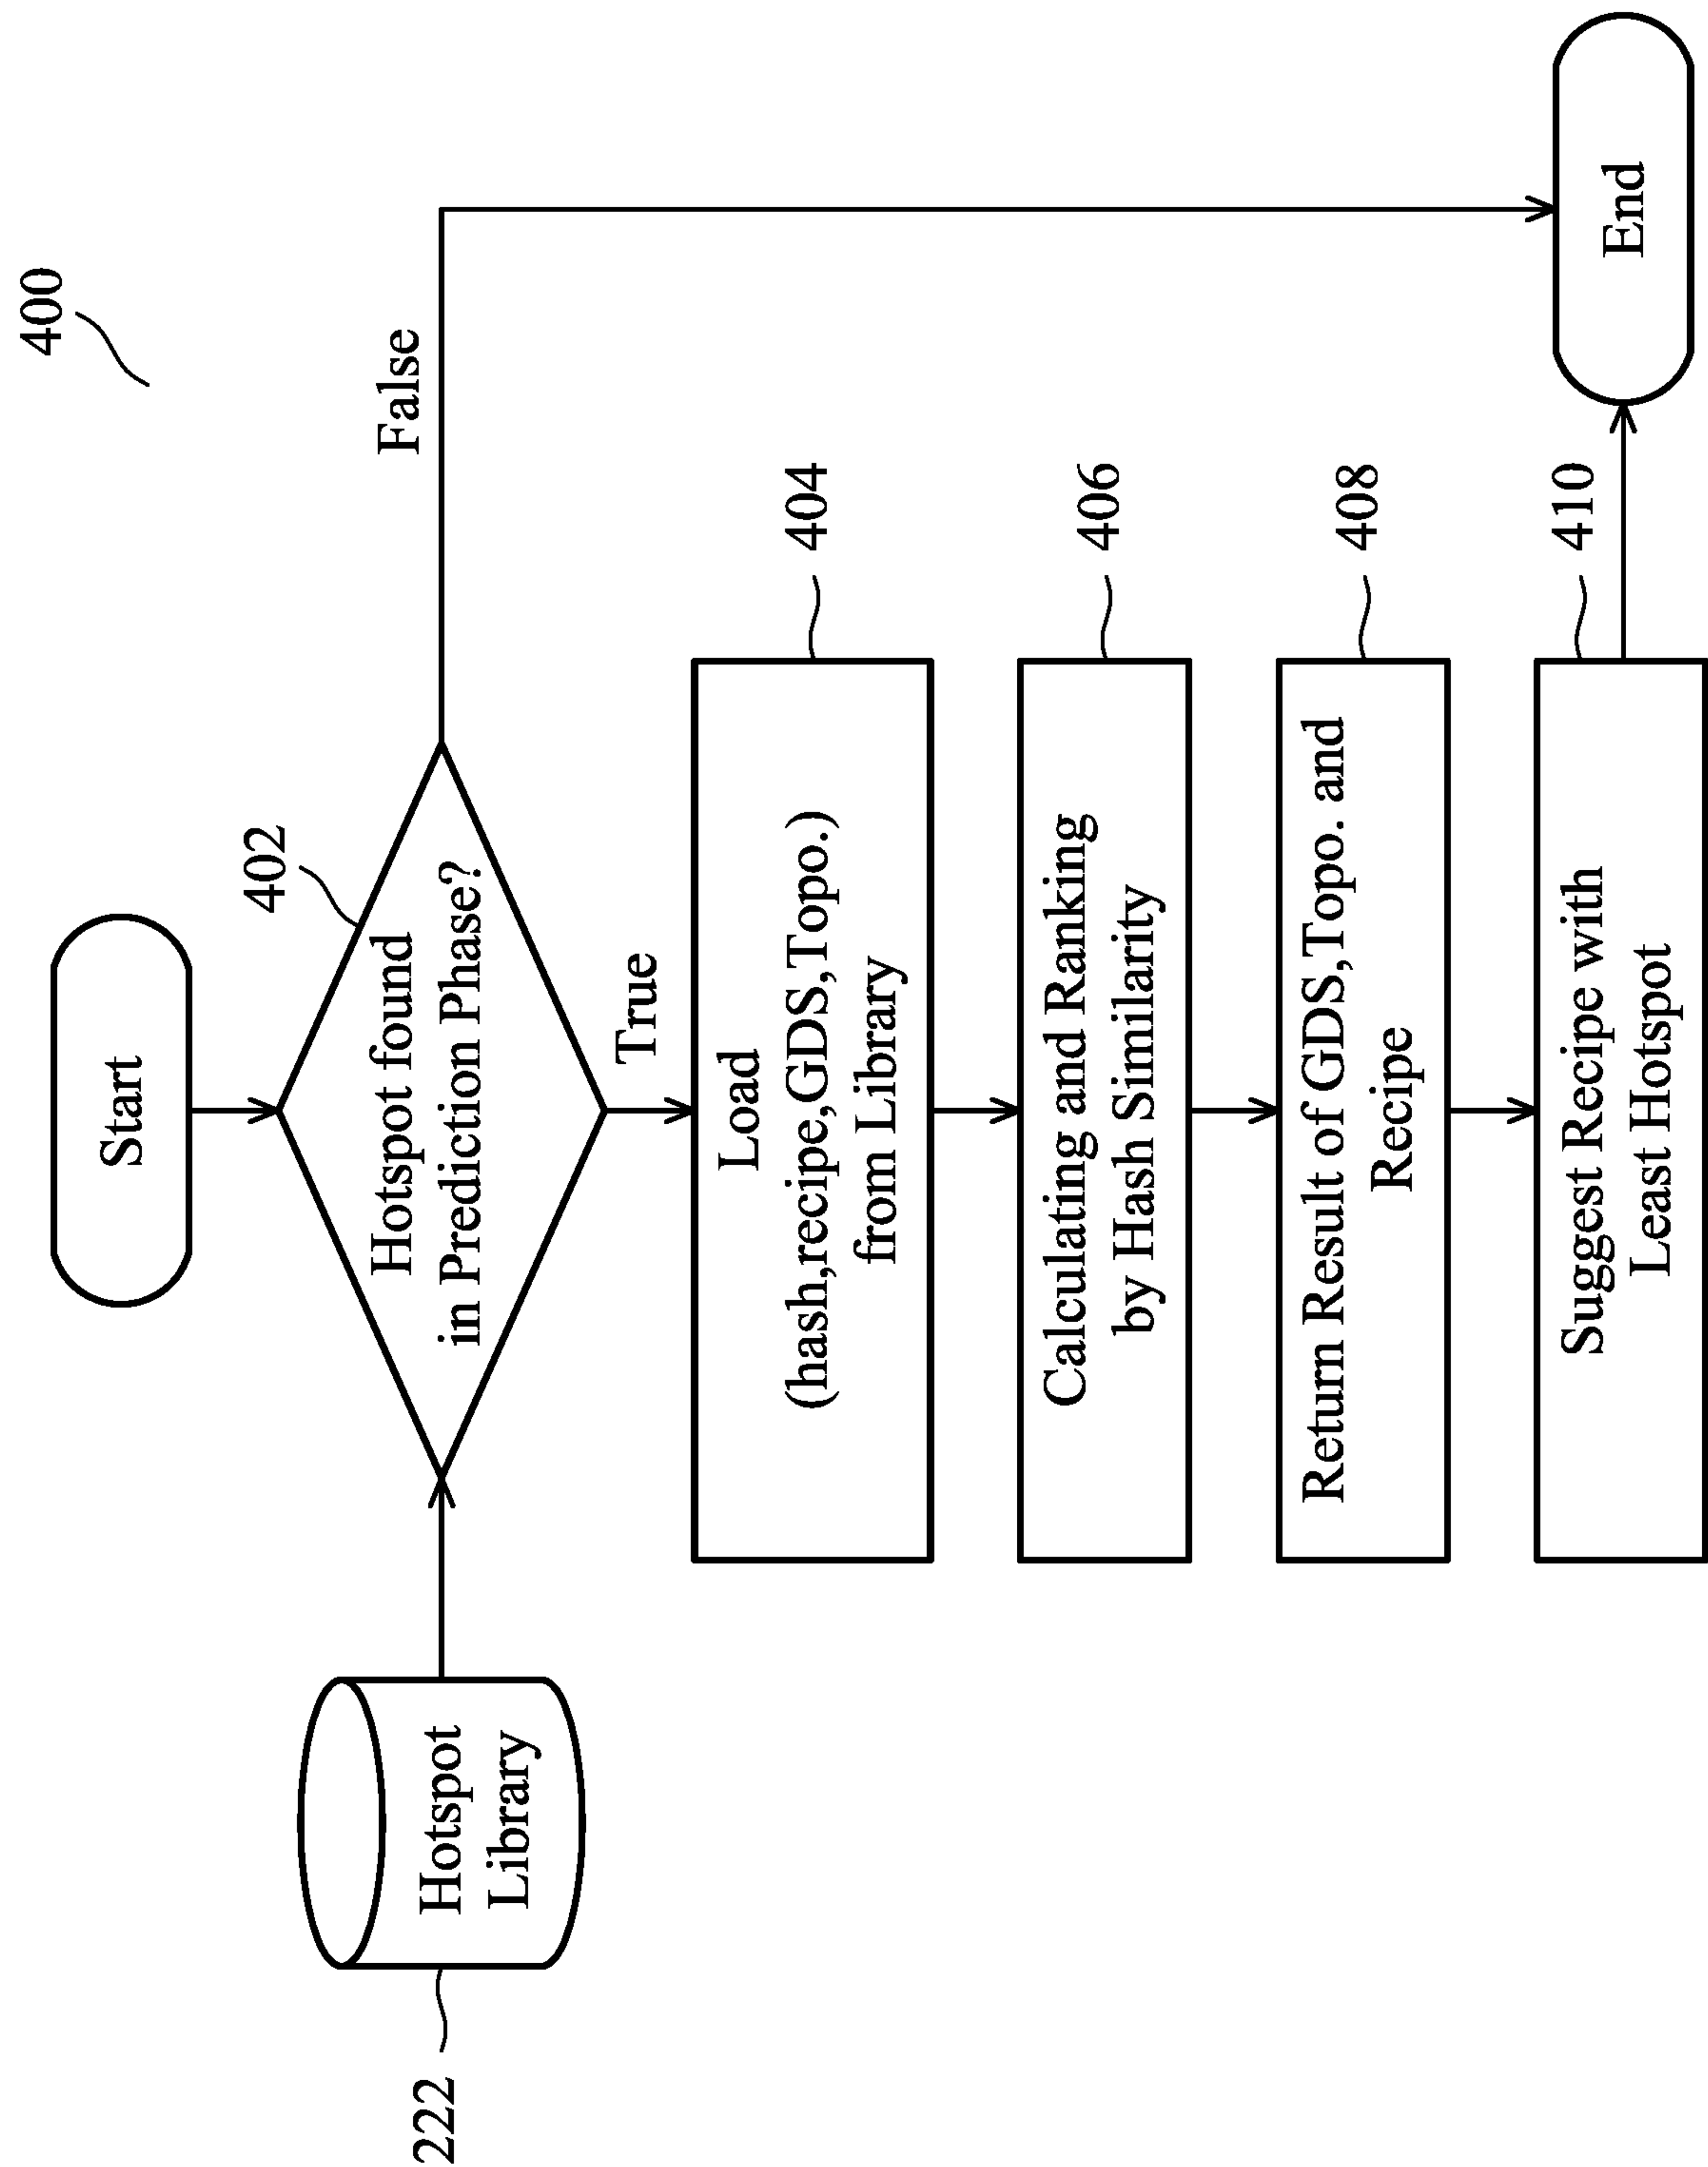 400
Start
402
Hotspot found
in Prediction Phase?
False
222
Hotspot
Library
True
404
Load
(hash,recipe,GDS,Topo.)
from Library
406
Calculating and Ranking
by Hash Similarity
408
Return Result of GDS,Topo. and
Recipe
410
Suggest Recipe with
Least Hotspot
End